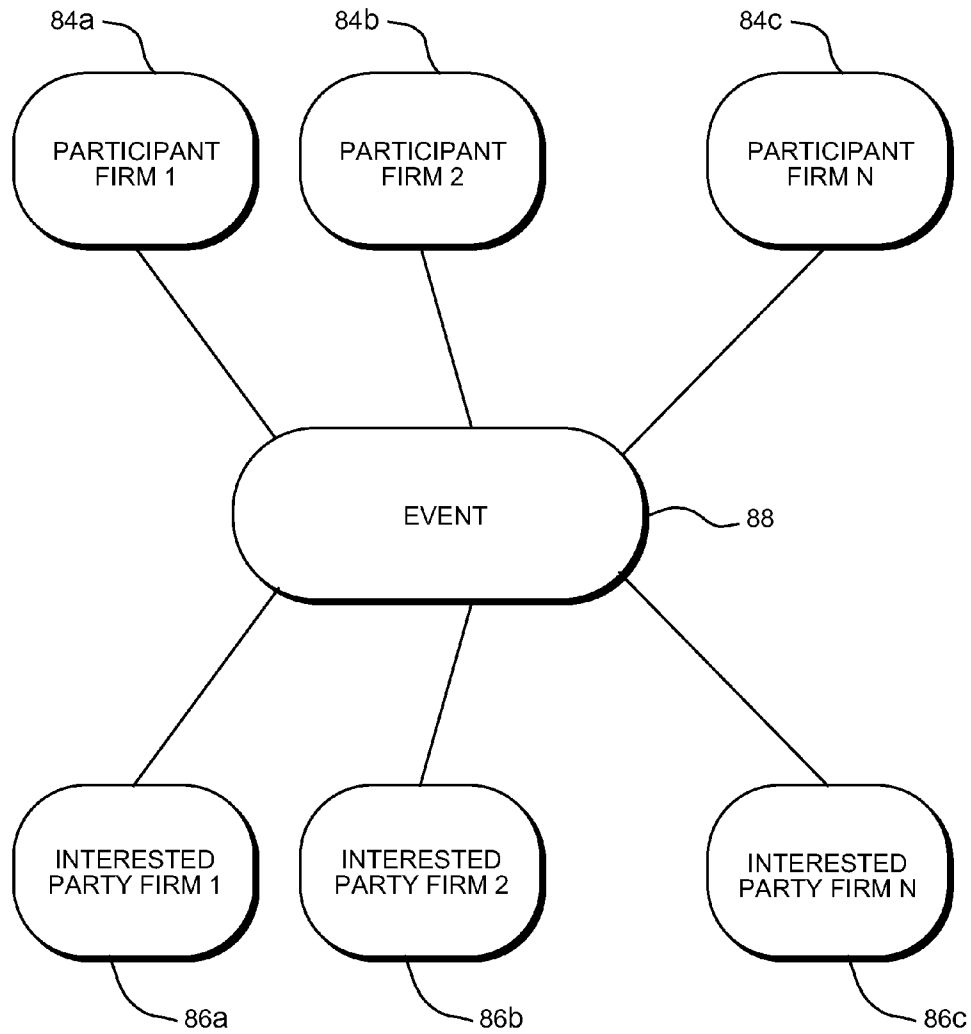 84a
84b
84c
PARTICIPANT
FIRM 1
PARTICIPANT
FIRM 2
PARTICIPANT
FIRM N
EVENT
88
INTERESTED
PARTY FIRM 1
INTERESTED
PARTY FIRM 2
INTERESTED
PARTY FIRM N
86a
86b
86c